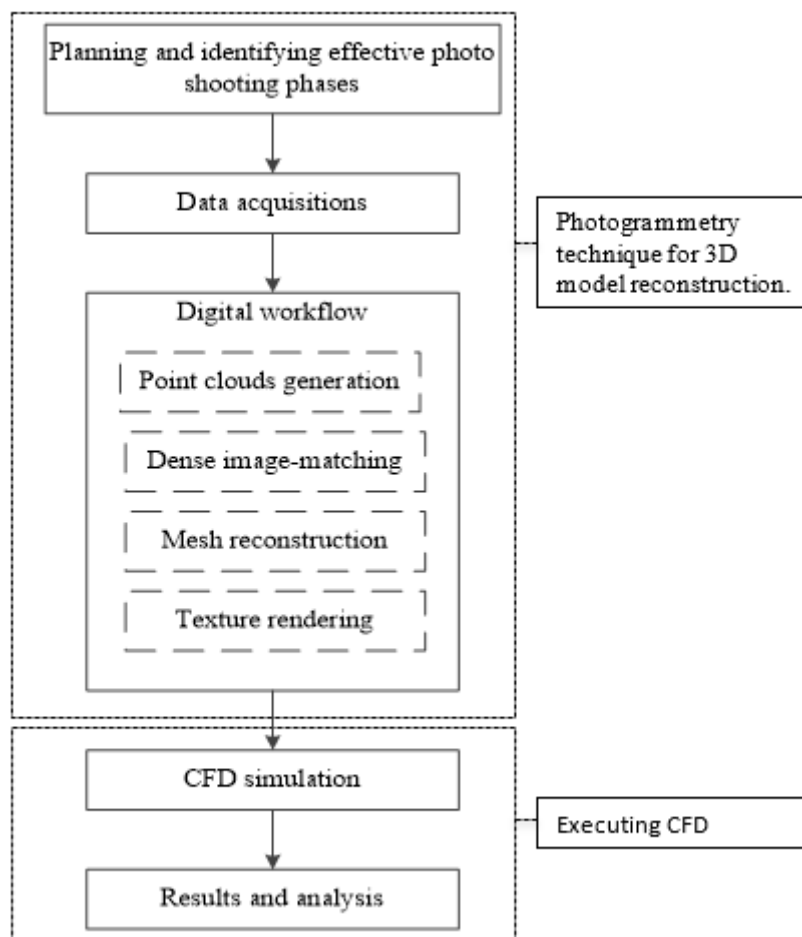 Planning and identifying effective photo
shooting phases
Data acquisitions
Photogrammetry
technique for 3D
model reconstruction.
Digital workflow
Point clouds generation
Dense image-matching
Mesh reconstruction
Texture rendering
CFD simulation
Executing CFD
Results and analysis